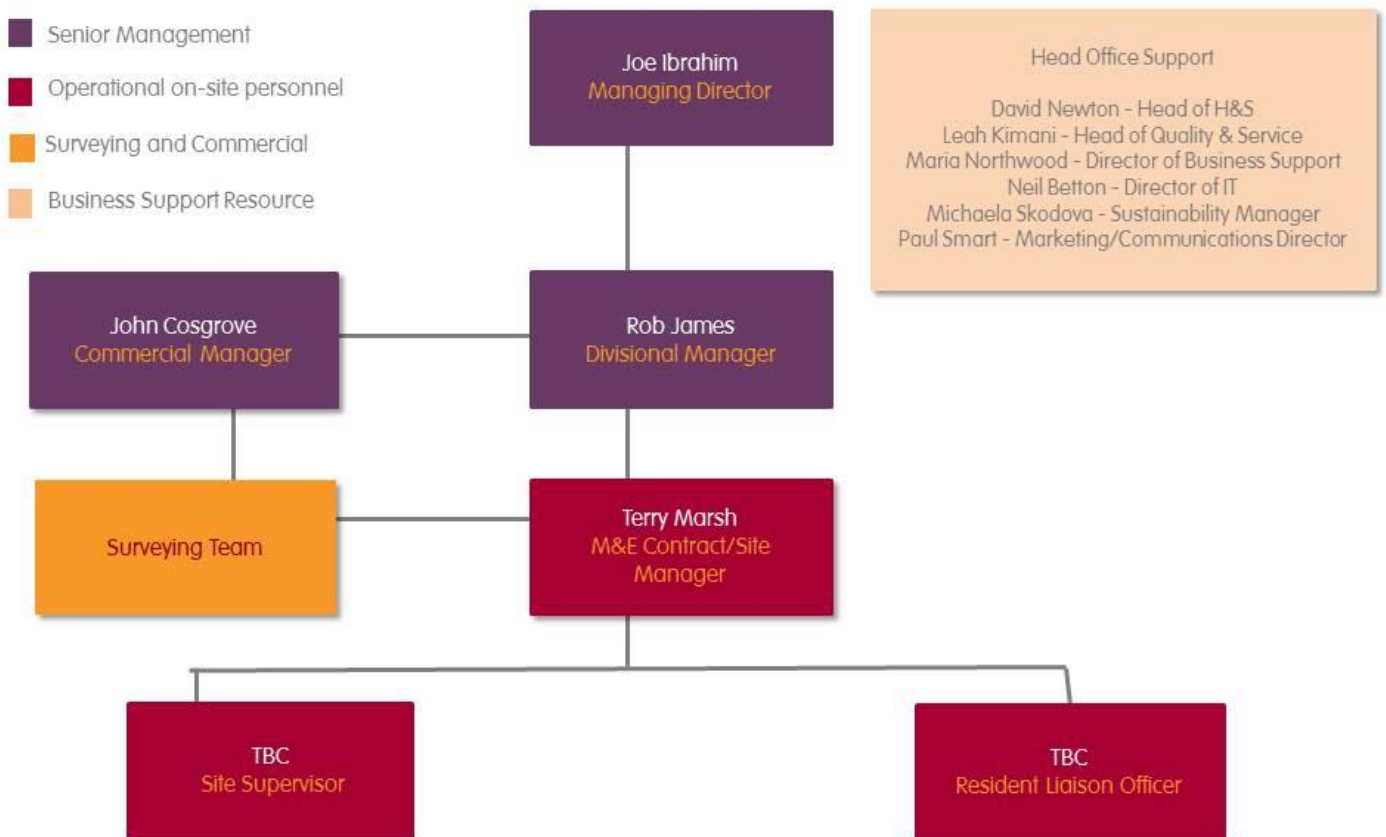 Senior Management
Operational on-site personnel
Surveying and Commercial
Business Support Resource
Joe Ibrahim
Managing Director
Head Office Support
David Newton - Head of H&S
Leah Kimani - Head of Quality & Service
Maria Northwood - Director of Business Support
Neil Betton - Director of IT
Michaela Skodova - Sustainability Manager
Paul Smart - Marketing/Communications Director
John Cosgrove
Commercial Manager
Rob James
Divisional Manager
Surveying Team
Terry Marsh
M&E Contract/Site
Manager
TBC
Site Supervisor
TBC
Resident Liaison Officer